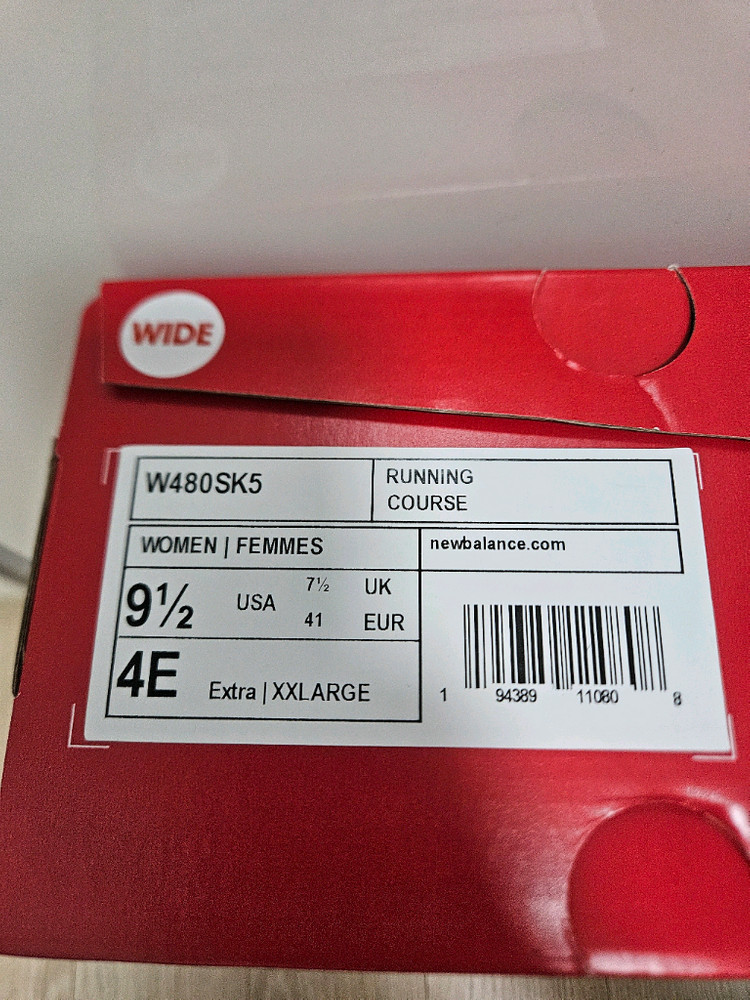 WIDE
W480SK5
RUNNING
COURSE
WOMEN | FEMMES
newbalance.com
9½ USA 7½ UK
41 EUR
4E Extra | XXLARGE
1 94389 11080 8